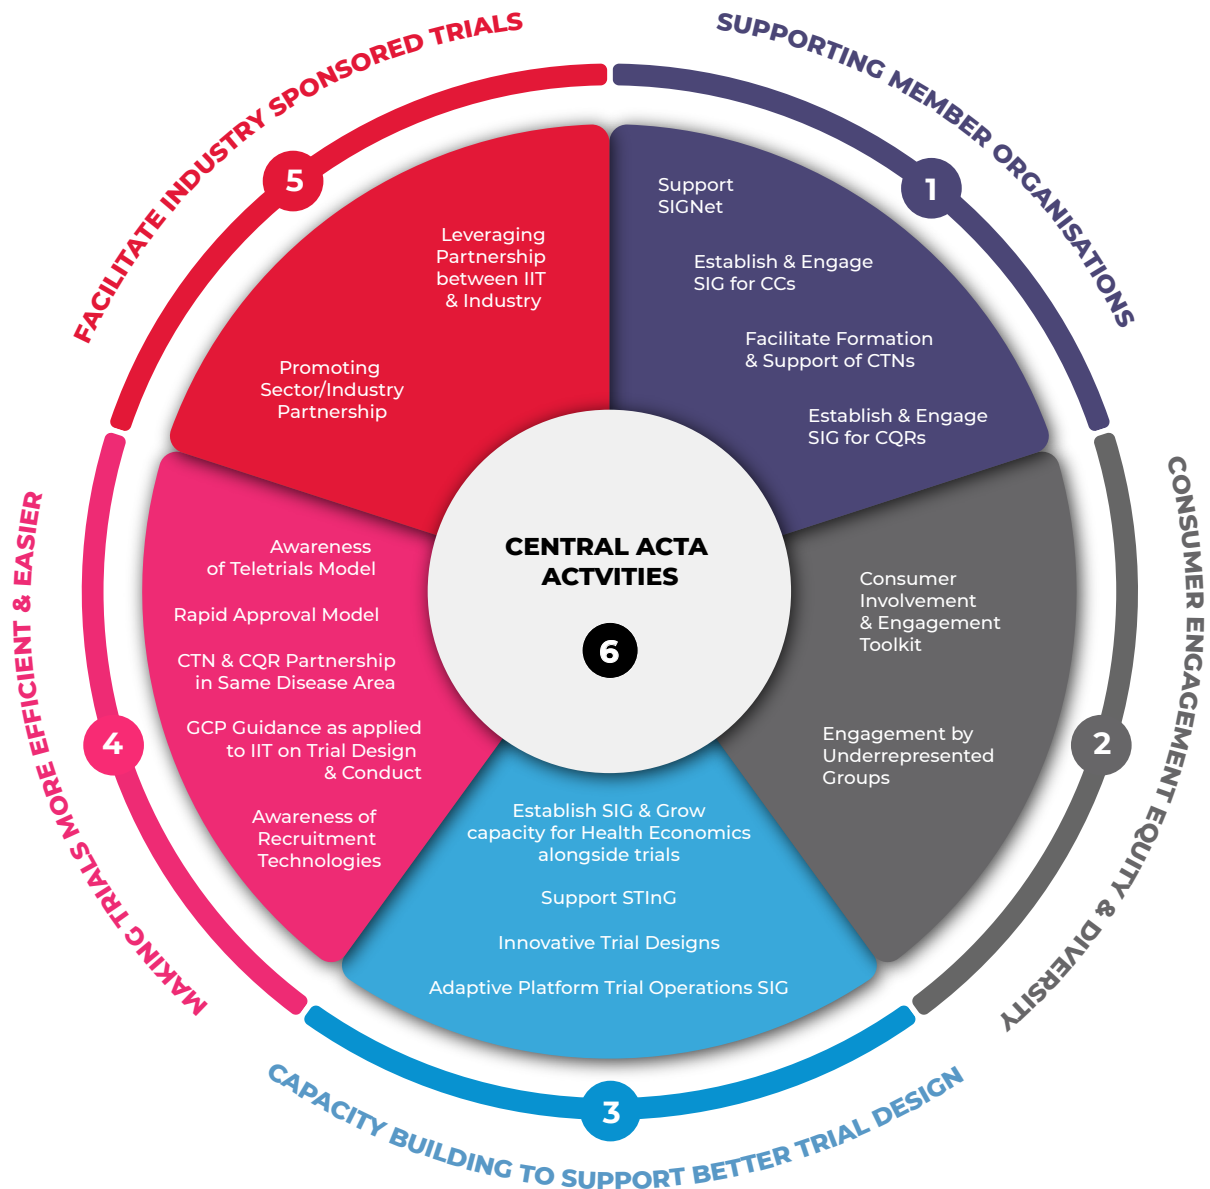 SUPPORTING MEMBER ORGANISATIONS
1
Support
SIGNet
Establish & Engage
SIG for CCs
Facilitate Formation
& Support of CTNs
Establish & Engage
SIG for CQRs
CONSUMER ENGAGEMENT EQUITY & DIVERSITY
2
Consumer
Involvement
& Engagement
Toolkit
Engagement by
Underrepresented
Groups
CAPACITY BUILDING TO SUPPORT BETTER TRIAL DESIGN
3
Establish SIG & Grow
capacity for Health Economics
alongside trials
Support STInG
Innovative Trial Designs
Adaptive Platform Trial Operations SIG
MAKING TRIALS MORE EFFICIENT & EASIER
4
Awareness
of Teletrials Model
Rapid Approval Model
CTN & CQR Partnership
in Same Disease Area
GCP Guidance as applied
to IIT on Trial Design
& Conduct
Awareness of
Recruitment
Technologies
FACILITATE INDUSTRY SPONSORED TRIALS
5
Leveraging
Partnership
between IIT
& Industry
Promoting
Sector/Industry
Partnership
CENTRAL ACTA
ACTVITIES
6